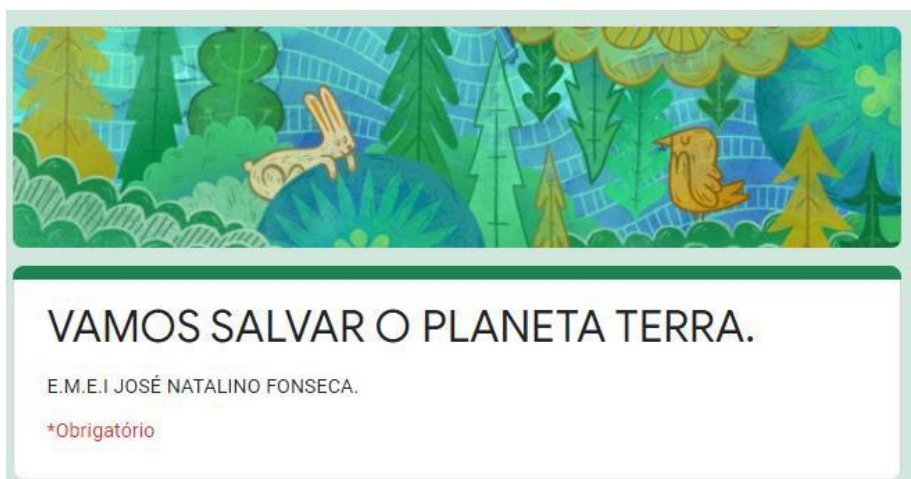 VAMOS SALVAR O PLANETA TERRA.
E.M.E.I JOSÉ NATALINO FONSECA.
*Obrigatório